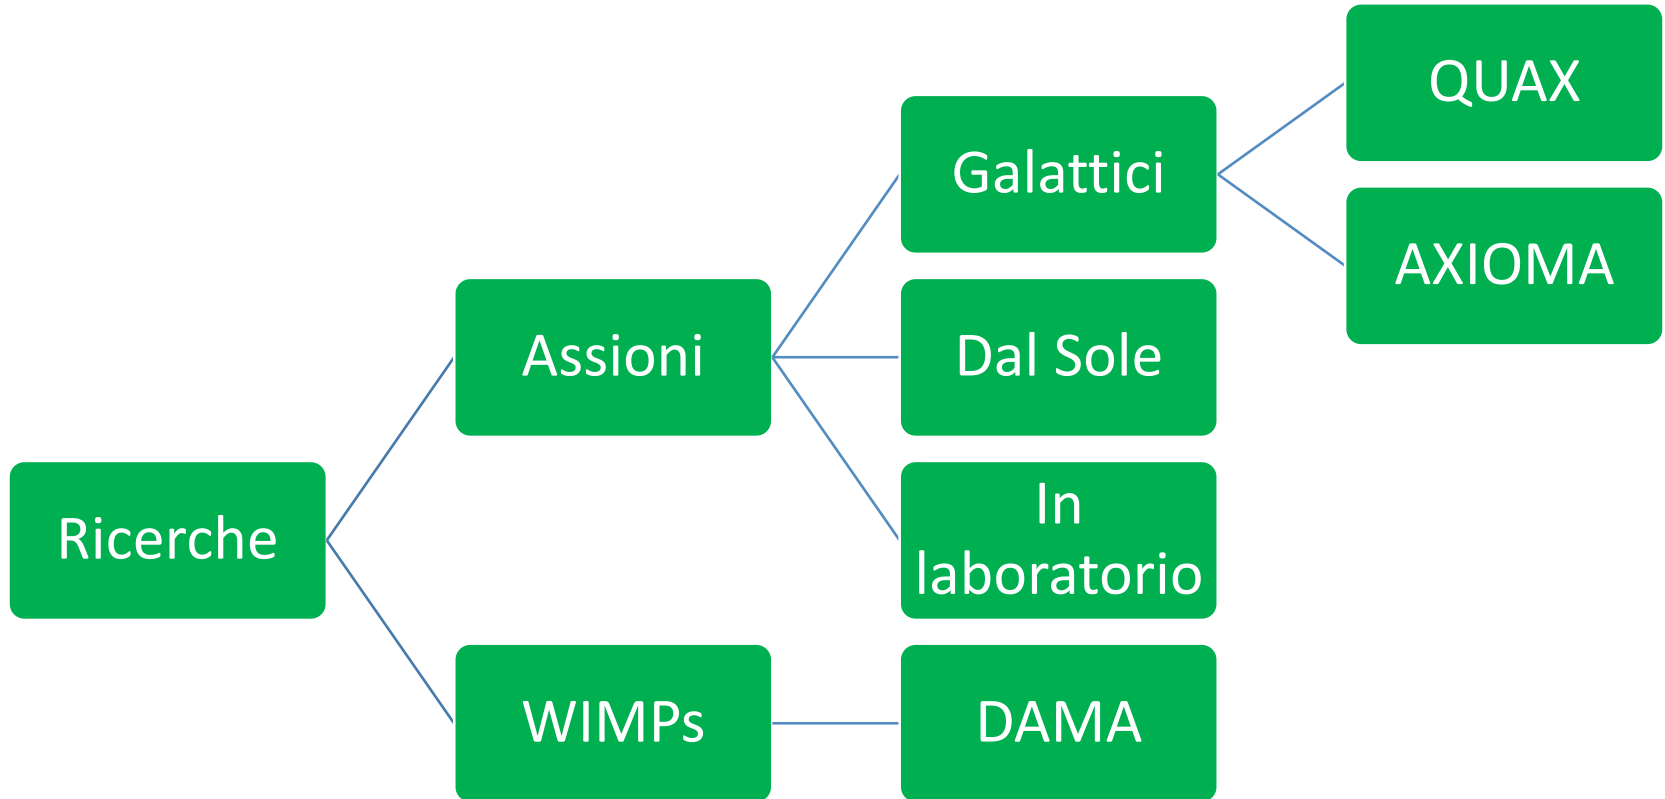 QUAX
Galattici
AXIOMA
Assioni
Dal Sole
In
laboratorio
Ricerche
WIMPs
DAMA